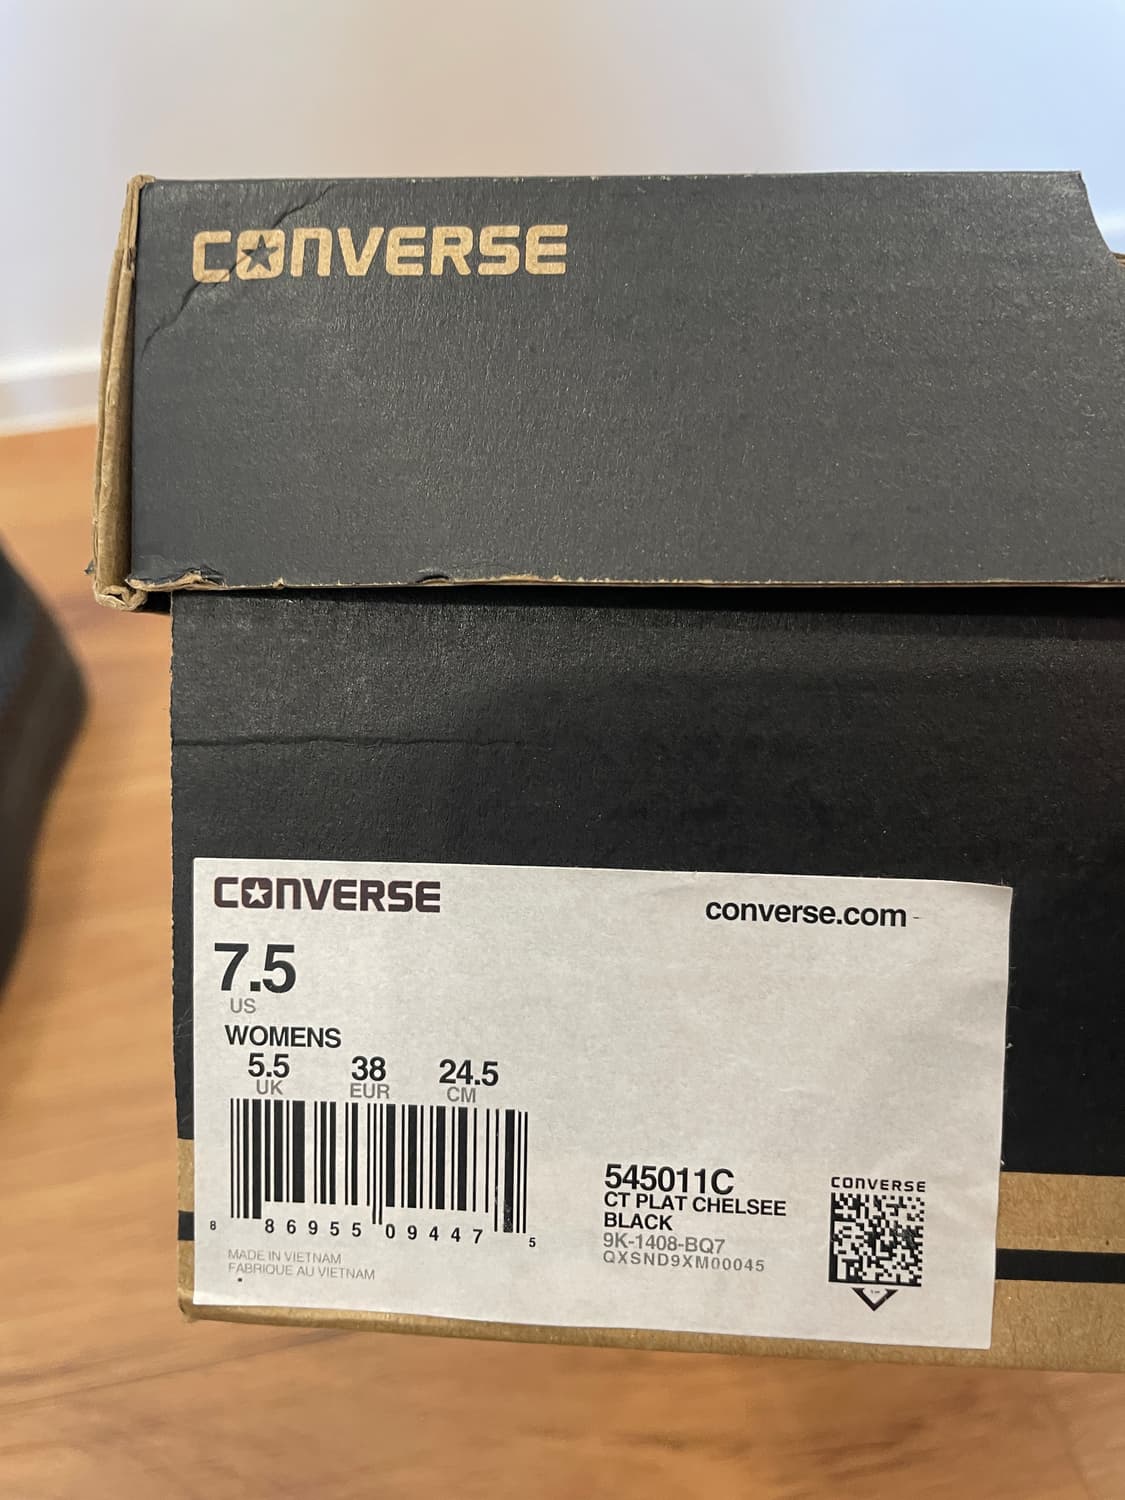 CONVERSE
CONVERSE
converse.com
7.5
US
WOMENS
5.5 38 24.5
UK EUR CM
8 86955 09447 5
MADE IN VIETNAM
FABRIQUE AU VIETNAM
545011C
CT PLAT CHELSEE
BLACK
9K-1408-BQ7
QXSND9XM00045
CONVERSE